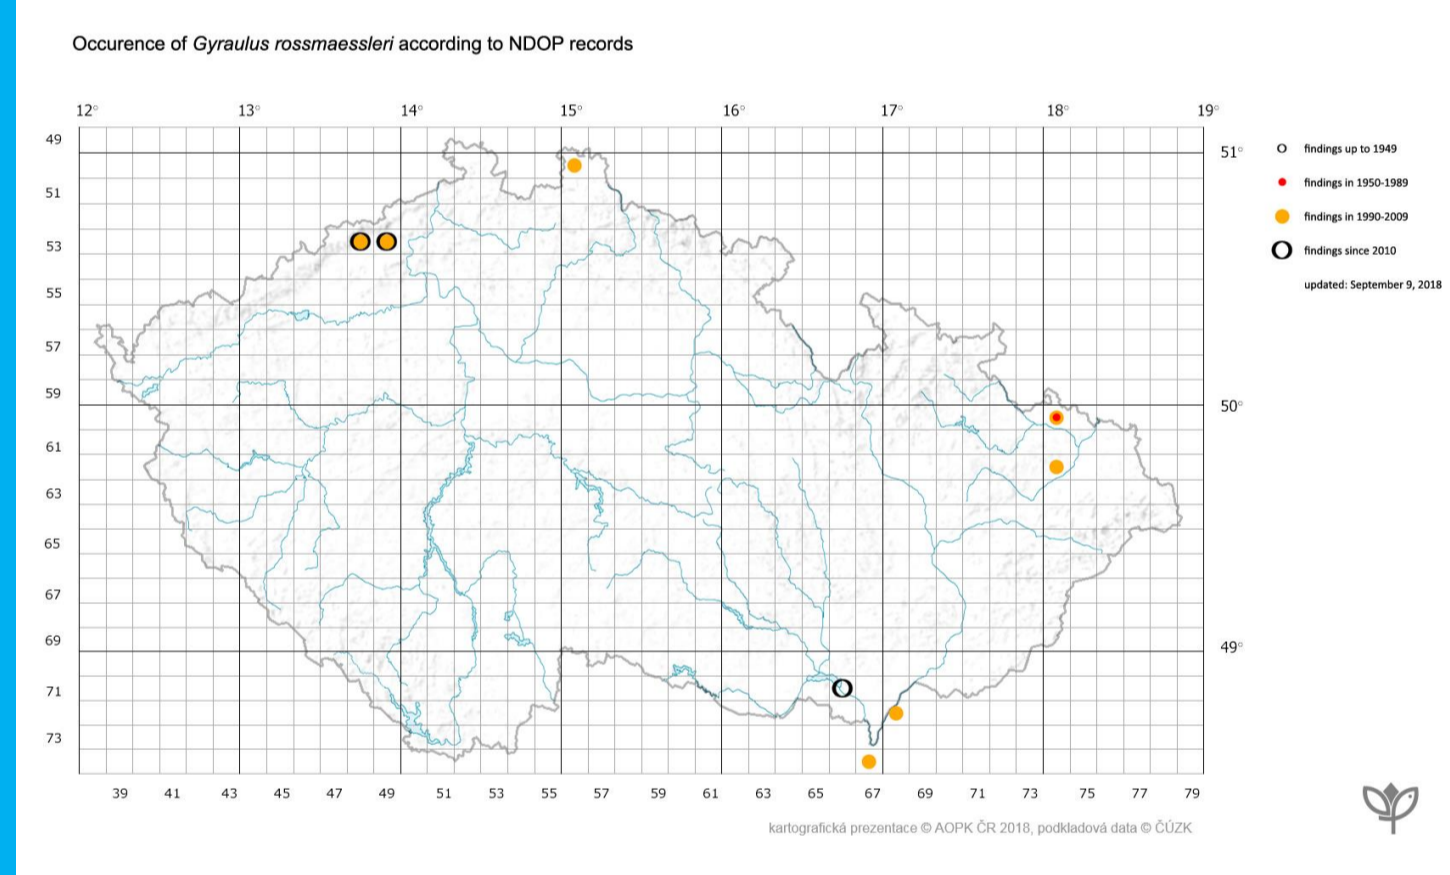 Occurence of Gyraulus rossmaessleri according to NDOP records
12° 13° 14° 15° 16° 17° 18° 19°
49
51°
findings up to 1949
51
findings in 1950-1989
findings in 1990-2009
53
findings since 2010
55
updated: September 9, 2018
57
59
50°
61
63
65
67
69
49°
71
73
39 41 43 45 47 49 51 53 55 57 59 61 63 65 67 69 71 73 75 77 79
kartografická prezentace © AOPK ČR 2018, podkladová data © ČÚZK